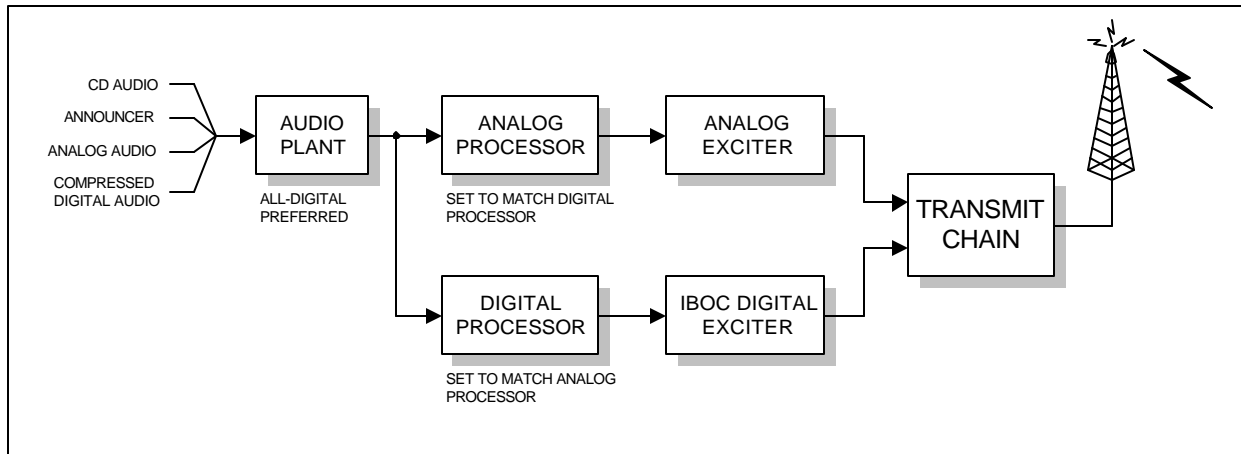 CD AUDIO
ANNOUNCER
ANALOG AUDIO
COMPRESSED
DIGITAL AUDIO
AUDIO
PLANT
ALL-DIGITAL
PREFERRED
ANALOG
PROCESSOR
SET TO MATCH DIGITAL
PROCESSOR
ANALOG
EXCITER
DIGITAL
PROCESSOR
SET TO MATCH ANALOG
PROCESSOR
IBOC DIGITAL
EXCITER
TRANSMIT
CHAIN